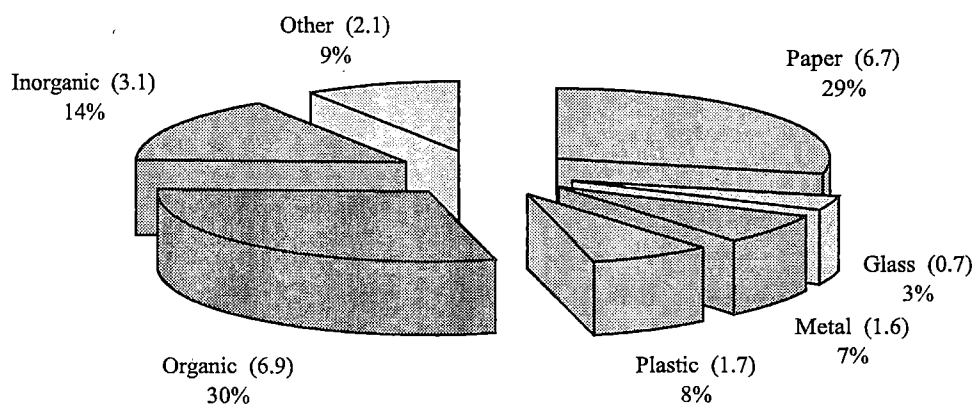 Other (2.1)
9%
Paper (6.7)
29%
Inorganic (3.1)
14%
Glass (0.7)
3%
Metal (1.6)
7%
Plastic (1.7)
8%
Organic (6.9)
30%